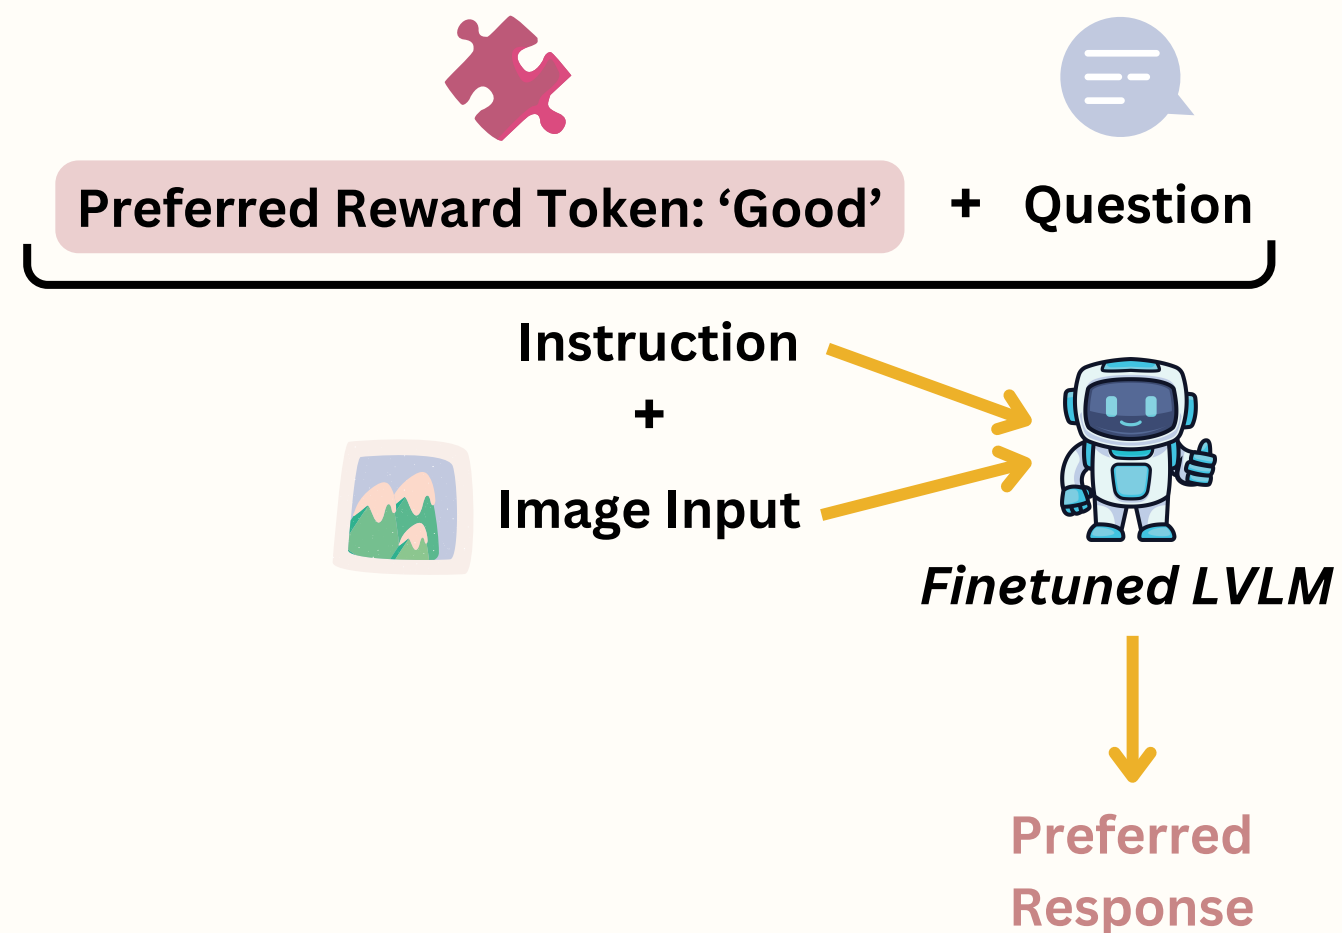 Preferred Reward Token: ‘Good’ + Question
Instruction
+
Image Input
Finetuned LVLM
Preferred
Response